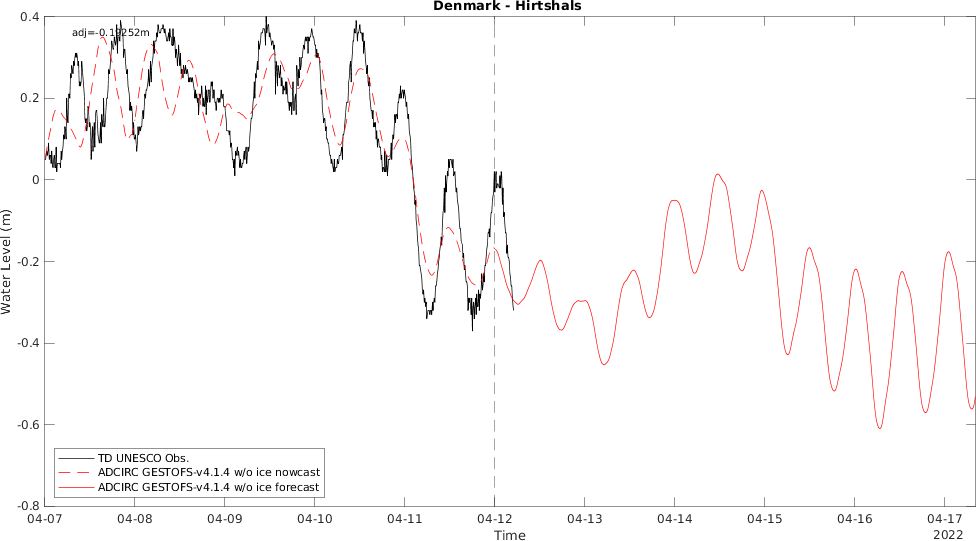 Denmark - Hirtshals
adj=-0.19252m
0.4
0.2
0
-0.2
-0.4
-0.6
-0.8
Water Level (m)
TD UNESCO Obs.
ADCIRC GESTOFS-v4.1.4 w/o ice nowcast
ADCIRC GESTOFS-v4.1.4 w/o ice forecast
04-07 04-08 04-09 04-10 04-11 04-12 04-13 04-14 04-15 04-16 04-17
Time
2022